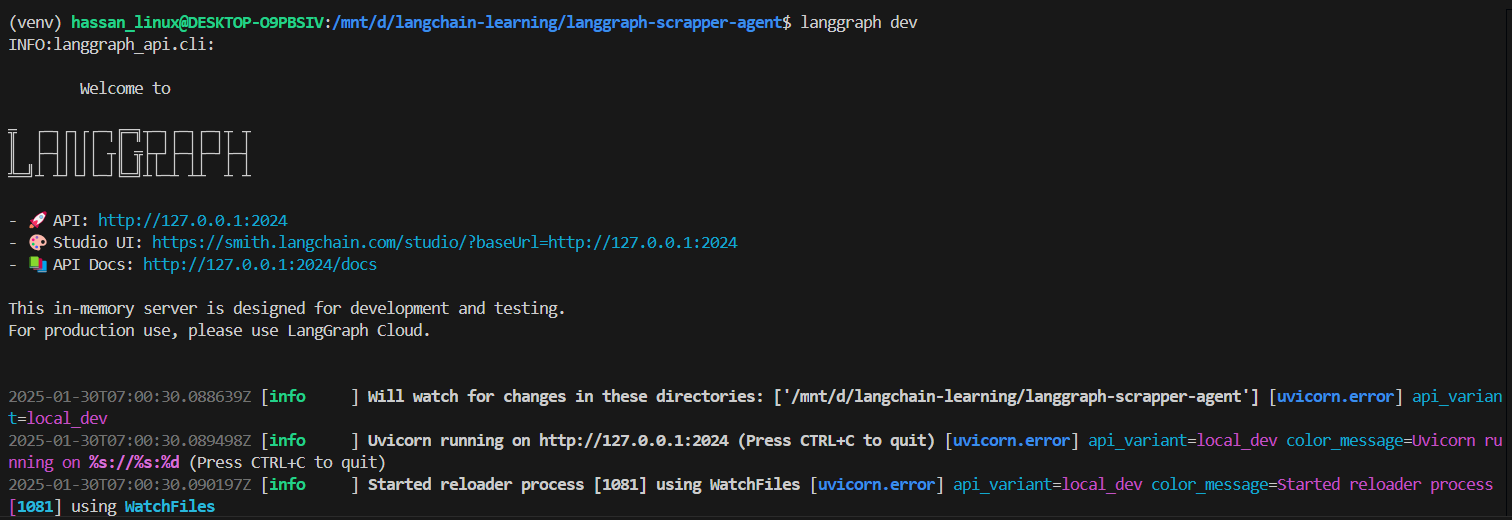 (venv) hassan_linux@DESKTOP-O9PBSIV:/mnt/d/langchain-learning/langgraph-scrapper-agent$ langgraph dev
INFO:langgraph_api.cli:
Welcome to
LANGGRAPH
- 🚀 API: http://127.0.0.1:2024
- 🎨 Studio UI: https://smith.langchain.com/studio/?baseUrl=http://127.0.0.1:2024
- 📚 API Docs: http://127.0.0.1:2024/docs
This in-memory server is designed for development and testing.
For production use, please use LangGraph Cloud.
2025-01-30T07:00:30.088639Z [info     ] Will watch for changes in these directories: ['/mnt/d/langchain-learning/langgraph-scrapper-agent'] [uvicorn.error] api_varian
t=local_dev
2025-01-30T07:00:30.089498Z [info     ] Uvicorn running on http://127.0.0.1:2024 (Press CTRL+C to quit) [uvicorn.error] api_variant=local_dev color_message=Uvicorn ru
nning on %s://%s:%d (Press CTRL+C to quit)
2025-01-30T07:00:30.090197Z [info     ] Started reloader process [1081] using WatchFiles [uvicorn.error] api_variant=local_dev color_message=Started reloader process
[1081] using WatchFiles